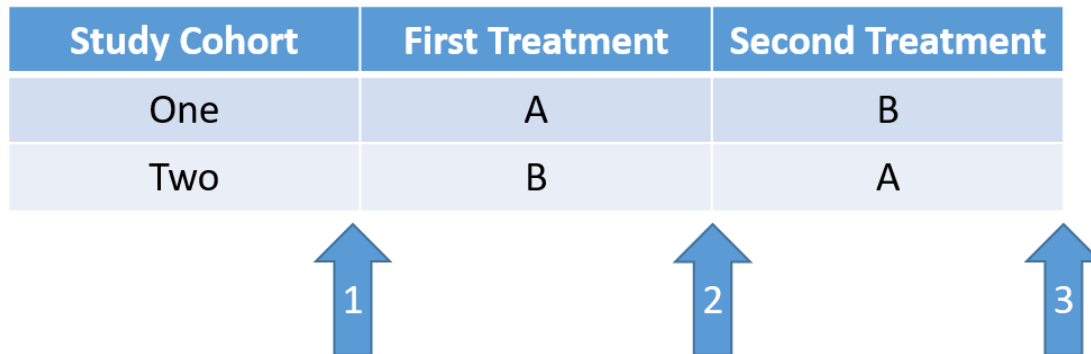 Study Cohort First Treatment Second Treatment
One A B
Two B A
1 2 3